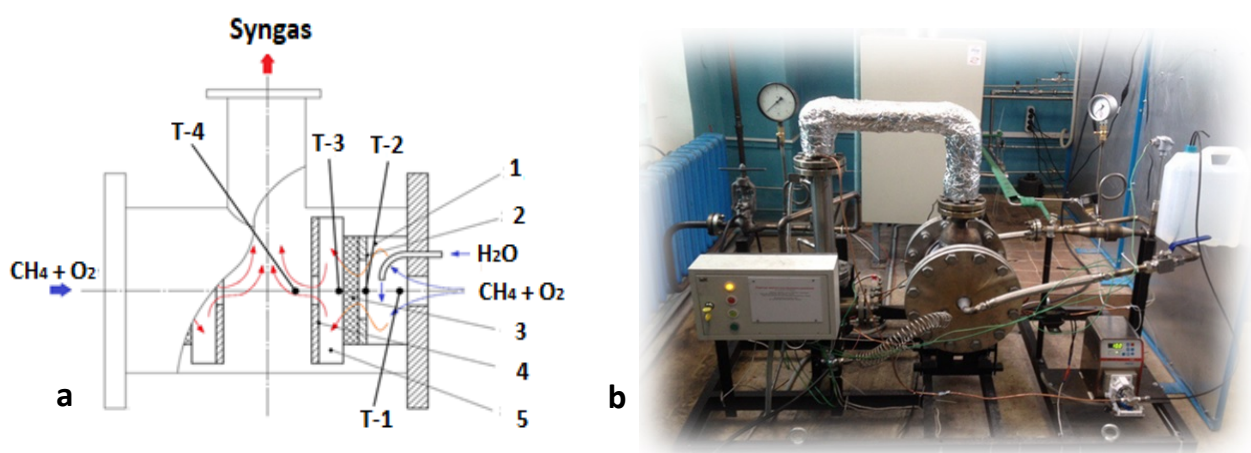 Syngas
T-4
T-3
T-2
1
2
H2O
CH4 + O2
CH4 + O2
3
4
5
T-1
a
b